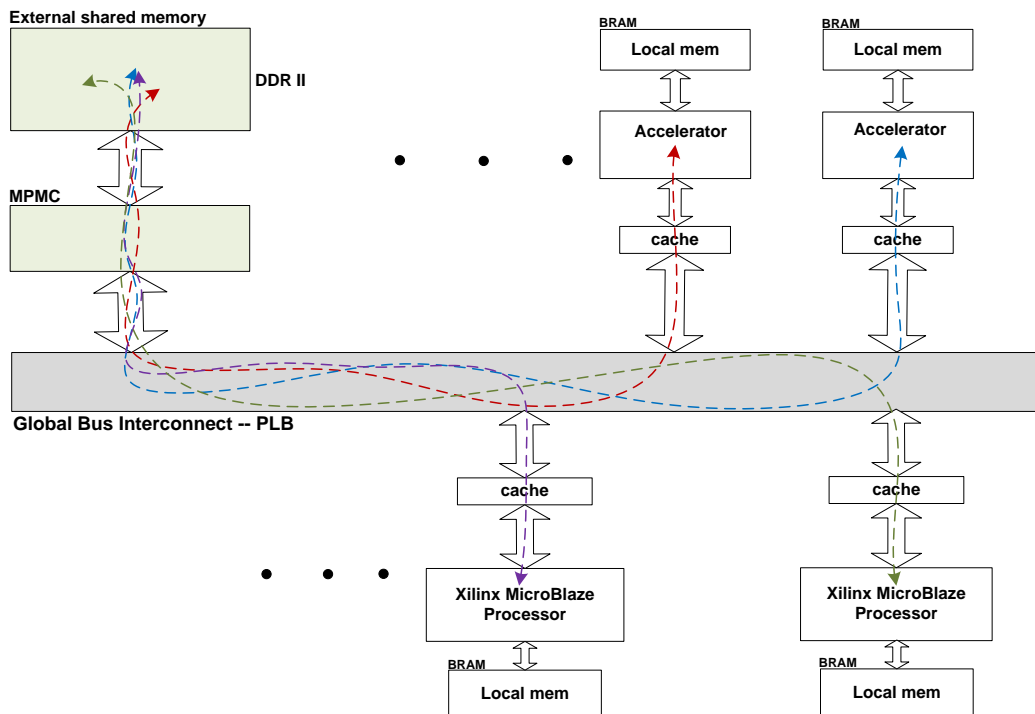 External shared memory
DDR II
MPMC
BRAM
Local mem
Accelerator
cache
BRAM
Local mem
Accelerator
cache
Global Bus Interconnect -- PLB
cache
Xilinx MicroBlaze
Processor
BRAM
Local mem
cache
Xilinx MicroBlaze
Processor
BRAM
Local mem